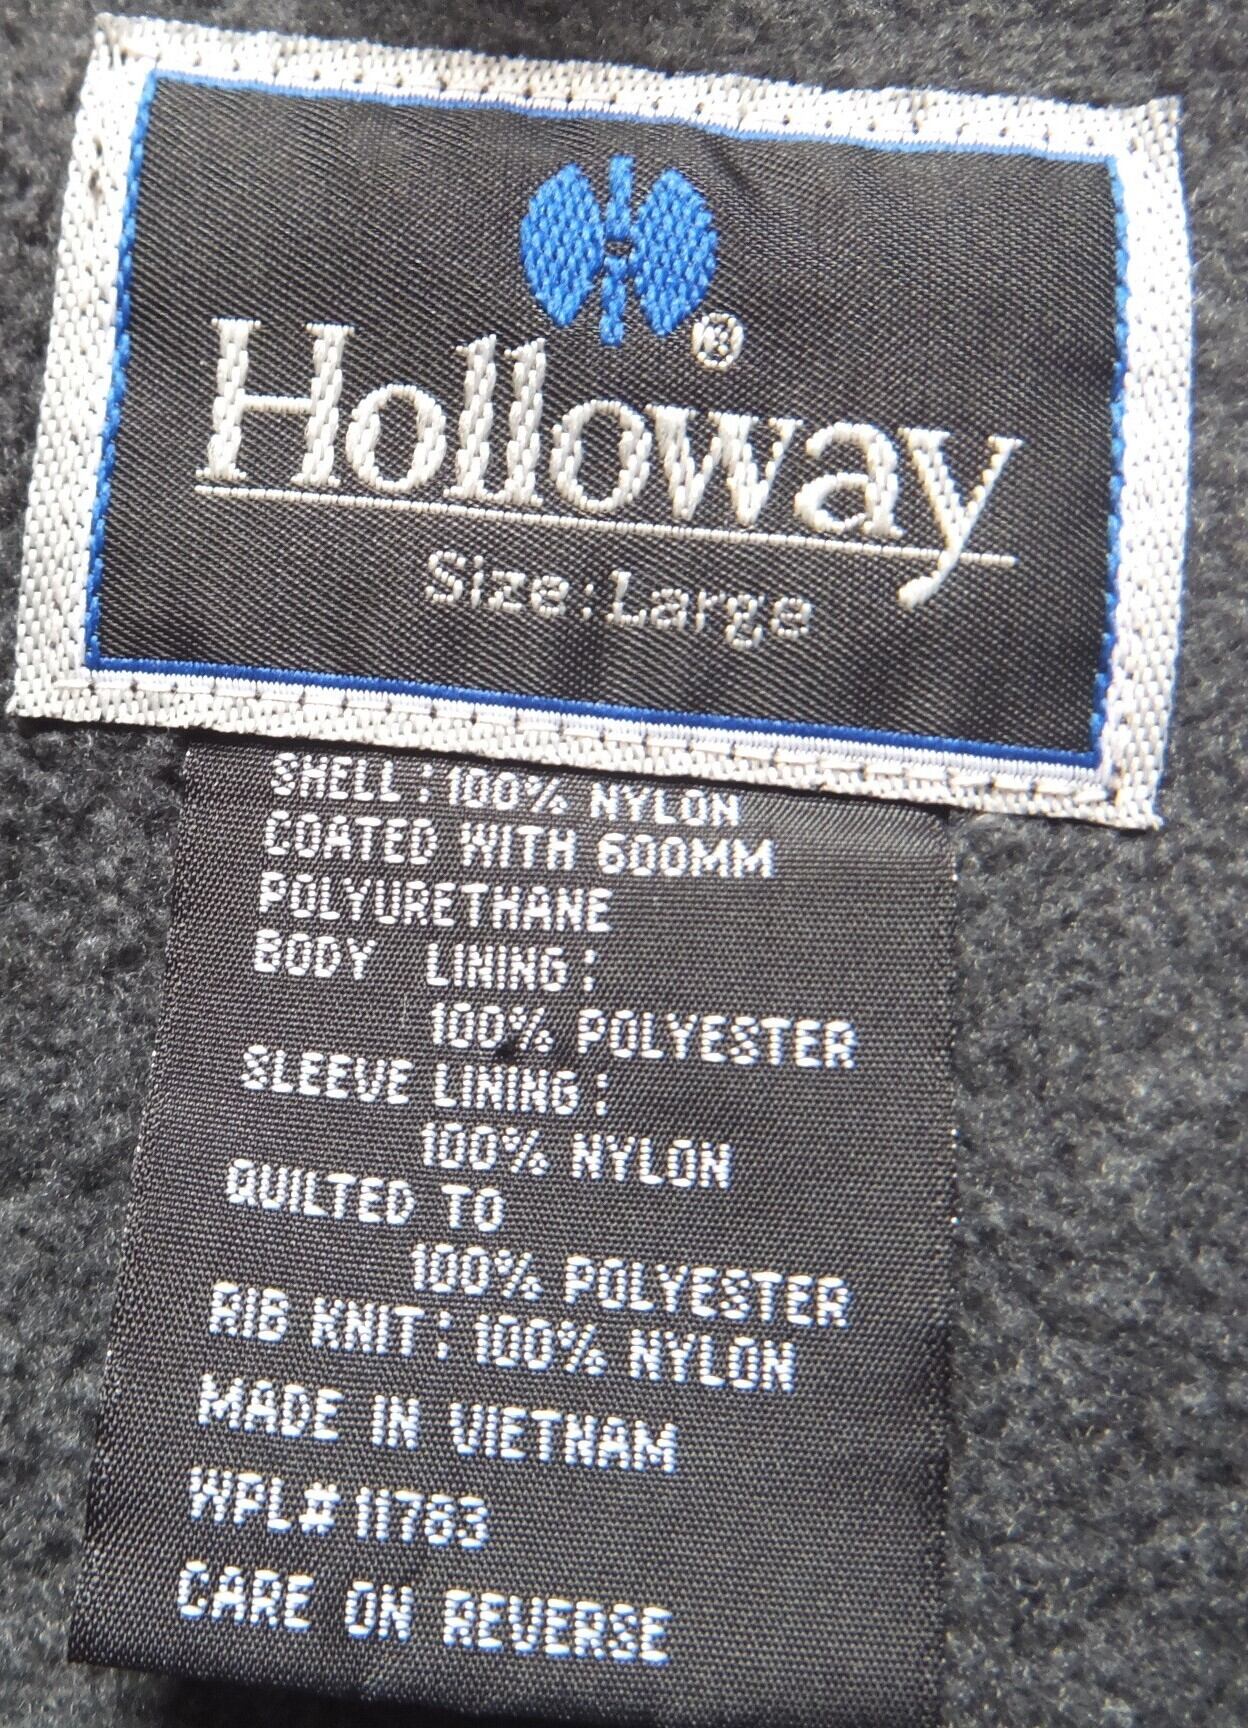 Holloway®
Size:Large
SHELL:100% NYLON
COATED WITH 600MM
POLYURETHANE
BODY LINING:
100% POLYESTER
SLEEVE LINING:
100% NYLON
QUILTED TO
100% POLYESTER
RIB KNIT:100% NYLON
MADE IN VIETNAM
WPL# 11783
CARE ON REVERSE